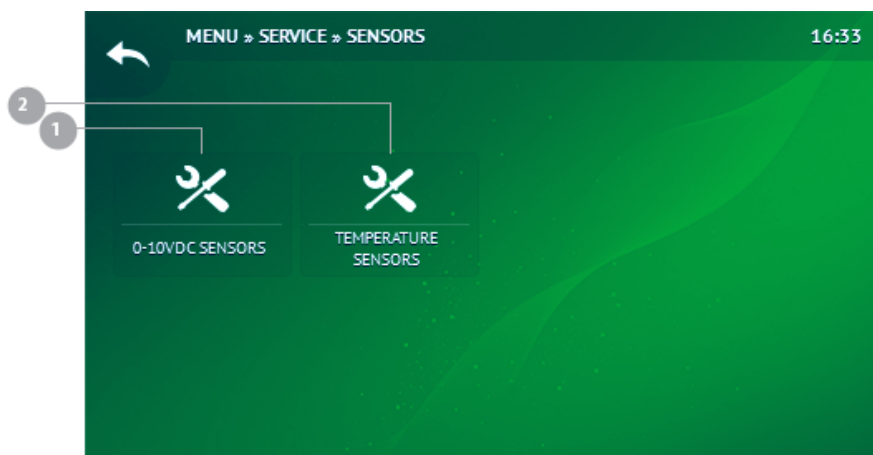 MENU » SERVICE » SENSORS
16:33
2
1
0-10VDC SENSORS
TEMPERATURE
SENSORS